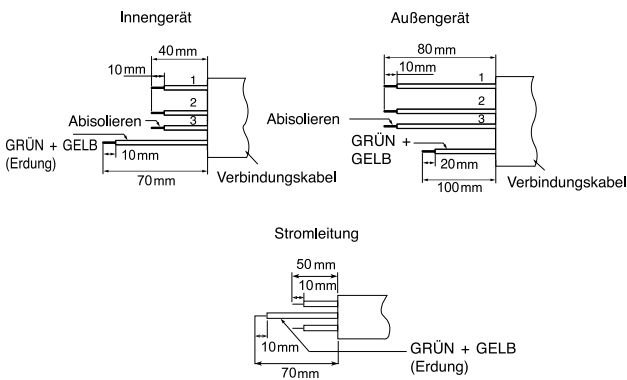 Innengerät
40 mm
10 mm
1
2
3
Abisolieren
GRÜN + GELB
(Erdung)
10 mm
70 mm
Verbindungskabel
Außengerät
80 mm
10 mm
1
2
3
Abisolieren
GRÜN +
GELB
20 mm
100 mm
Verbindungskabel
Stromleitung
50 mm
10 mm
10 mm
70 mm
GRÜN + GELB
(Erdung)